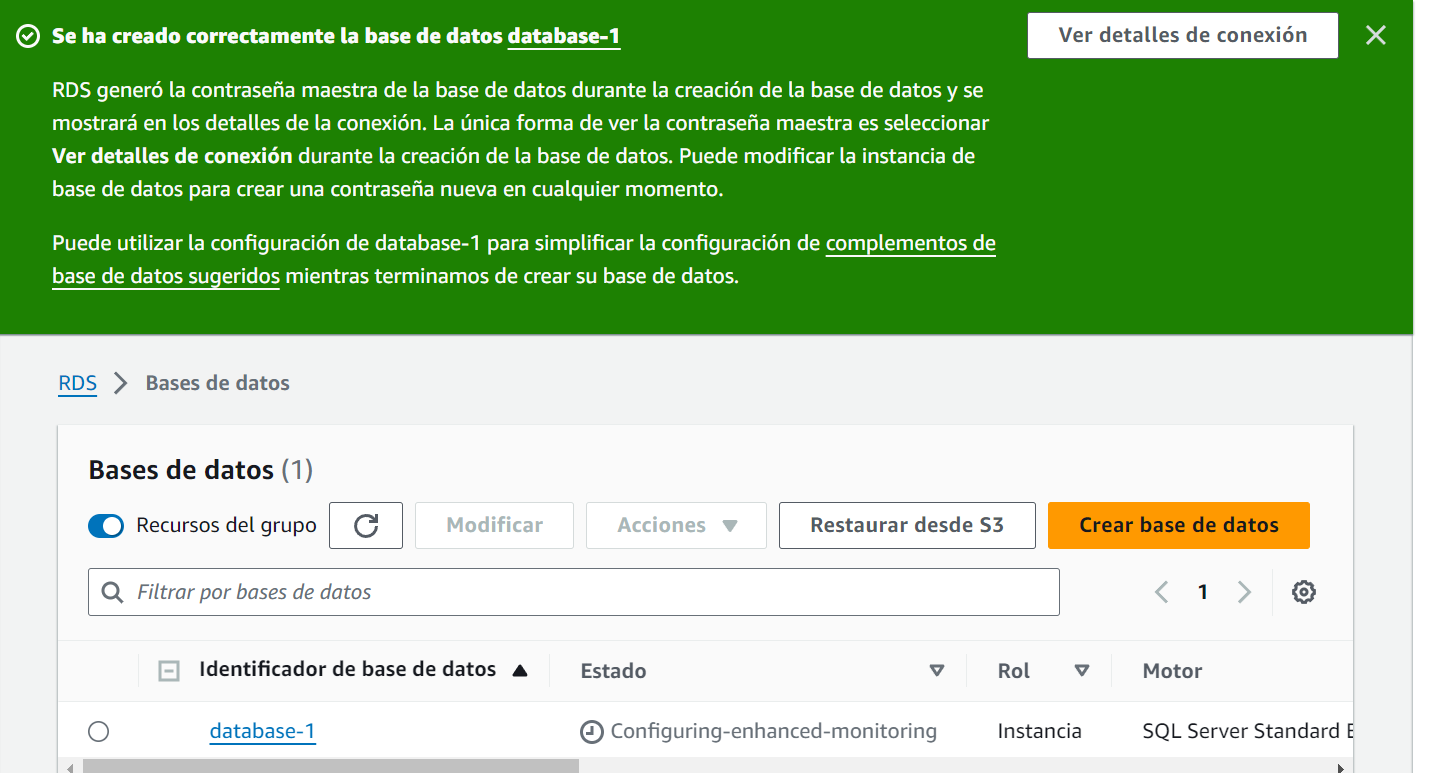 Se ha creado correctamente la base de datos database-1
Ver detalles de conexión
RDS generó la contraseña maestra de la base de datos durante la creación de la base de datos y se
mostrará en los detalles de la conexión. La única forma de ver la contraseña maestra es seleccionar
Ver detalles de conexión durante la creación de la base de datos. Puede modificar la instancia de
base de datos para crear una contraseña nueva en cualquier momento.
Puede utilizar la configuración de database-1 para simplificar la configuración de complementos de
base de datos sugeridos mientras terminamos de crear su base de datos.
RDS > Bases de datos
Bases de datos (1)
Recursos del grupo
Modificar
Acciones
Restaurar desde S3
Crear base de datos
Filtrar por bases de datos
1
Identificador de base de datos
Estado
Rol
Motor
database-1
Configuring-enhanced-monitoring
Instancia
SQL Server Standard